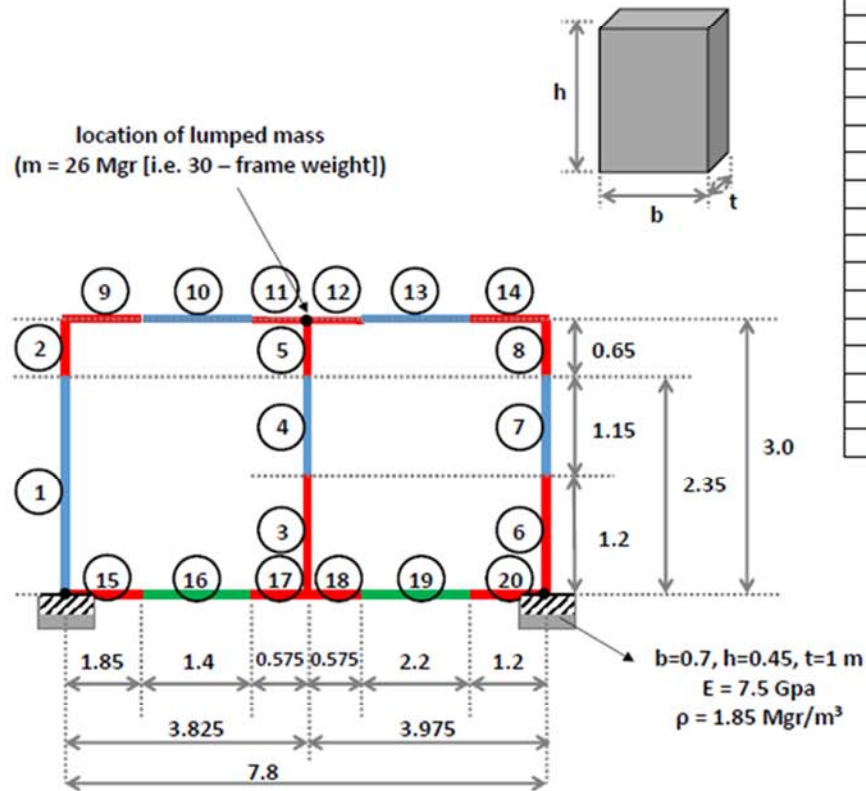 h
b
t
location of lumped mass
(m = 26 Mgr [i.e. 30 – frame weight])
9 10 11 12 13 14
2 5 8
0.65
1 4 7
1.15
2.35
3.0
3 6
1.2
15 16 17 18 19 20
1.85 1.4 0.575 0.575 2.2 1.2
3.825 3.975
7.8
b=0.7, h=0.45, t=1 m
E = 7.5 Gpa
ρ = 1.85 Mgr/m³